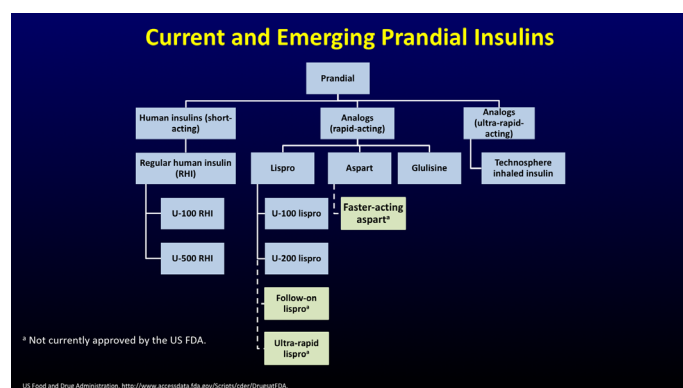 Current and Emerging Prandial Insulins
Prandial
Human insulins (short-
acting)
Analogs
(rapid-acting)
Analogs
(ultra-rapid-
acting)
Regular human insulin
(RHI)
Lispro
Aspart
Glulisine
Technosphere
inhaled insulin
U-100 RHI
U-100 lispro
Faster-acting
aspartᵃ
U-500 RHI
U-200 lispro
Follow-on
lisproᵃ
Ultra-rapid
lisproᵃ
ᵃ Not currently approved by the US FDA.
US Food and Drug Administration. http://www.accessdata.fda.gov/Scripts/cder/DrugsatFDA.